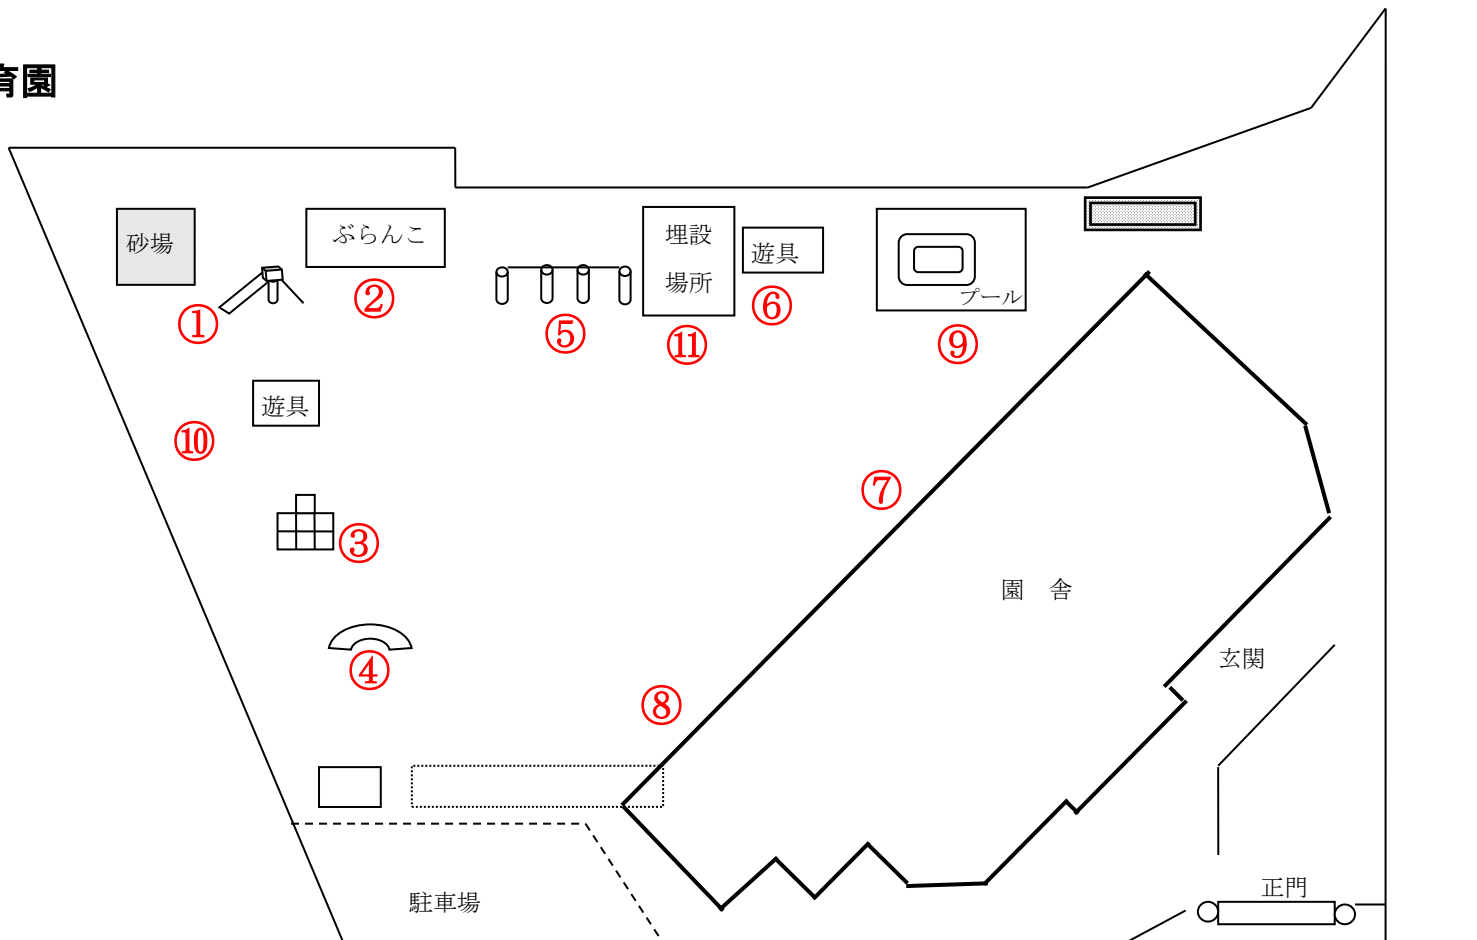 育園
砂場
ぶらんこ
埋設
場所
遊具
プール
①
②
⑤
⑪
⑥
⑨
遊具
⑩
③
⑦
園　舎
④
⑧
玄関
正門
駐車場